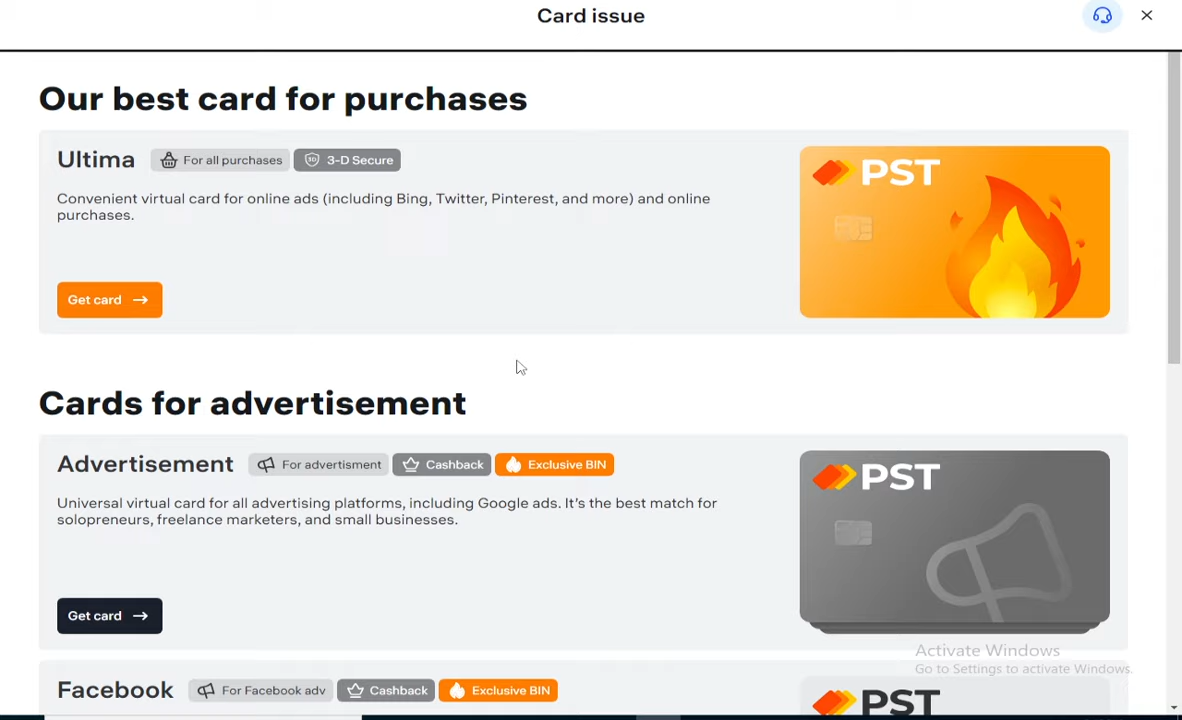 Card issue
Our best card for purchases
Ultima For all purchases 3-D Secure
Convenient virtual card for online ads (including Bing, Twitter, Pinterest, and more) and online
purchases.
Get card
PST
Cards for advertisement
Advertisement For advertisment Cashback Exclusive BIN
Universal virtual card for all advertising platforms, including Google ads. It's the best match for
solopreneurs, freelance marketers, and small businesses.
Get card
PST
Activate Windows
Go to Settings to activate Windows.
Facebook For Facebook adv Cashback Exclusive BIN
PST